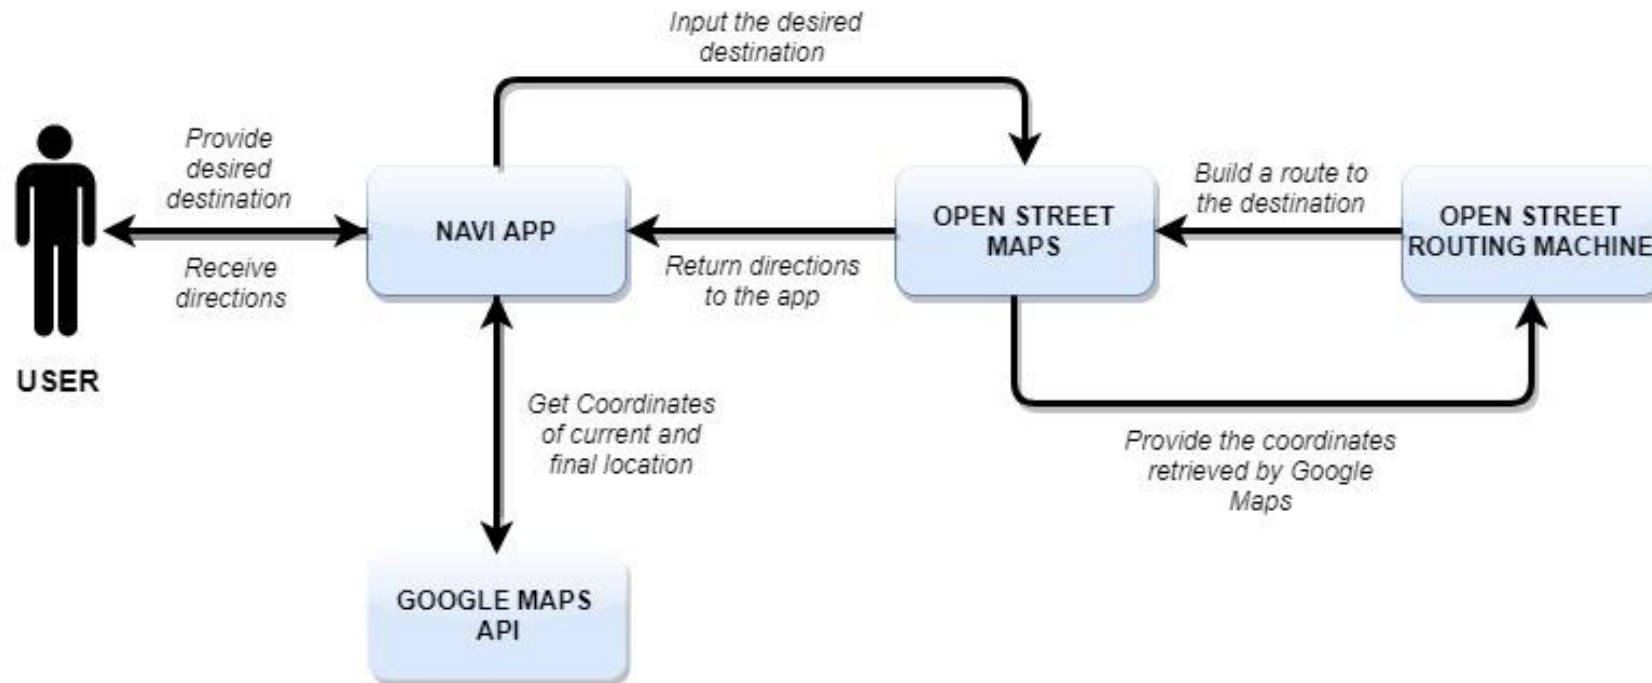 Input the desired
destination
Provide
desired
destination
Build a route to
the destination
NAVI APP
OPEN STREET
MAPS
OPEN STREET
ROUTING MACHINE
Receive
directions
Return directions
to the app
USER
Get Coordinates
of current and
final location
Provide the coordinates
retrieved by Google
Maps
GOOGLE MAPS
API